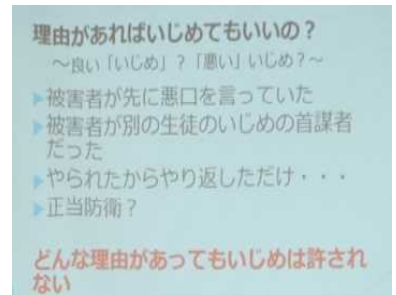 理由があればいじめてもいいの？
～良い「いじめ」？「悪い」いじめ？～
▶被害者が先に悪口を言っていた
▶被害者が別の生徒のいじめの首謀者
だった
▶やられたからやり返しただけ・・・
▶正当防衛？
どんな理由があってもいじめは許され
ない